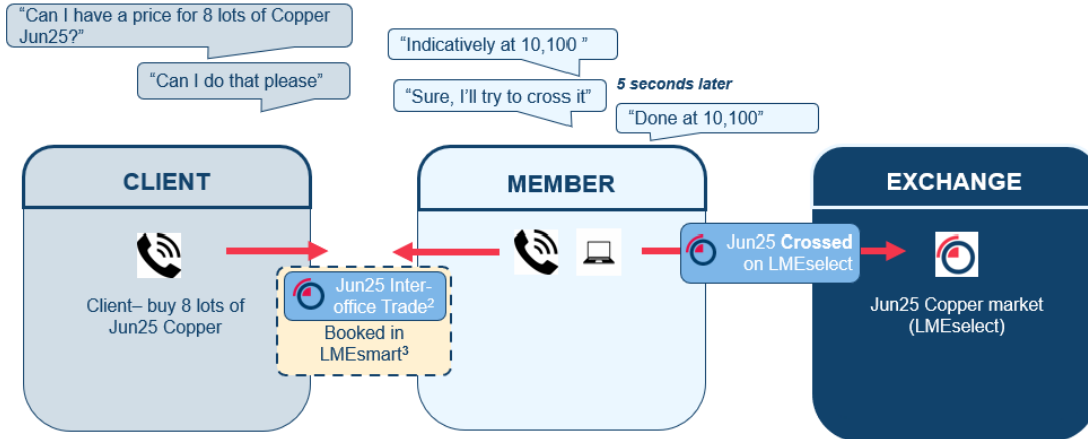 “Can I have a price for 8 lots of Copper
Jun25?”
“Indicatively at 10,100 ”
“Can I do that please”
“Sure, I’ll try to cross it”
5 seconds later
“Done at 10,100”
CLIENT
MEMBER
EXCHANGE
Jun25 Crossed
on LMEselect
Client– buy 8 lots of
Jun25 Copper
Jun25 Inter-
office Trade²
Booked in
LMEsmart³
Jun25 Copper market
(LMEselect)